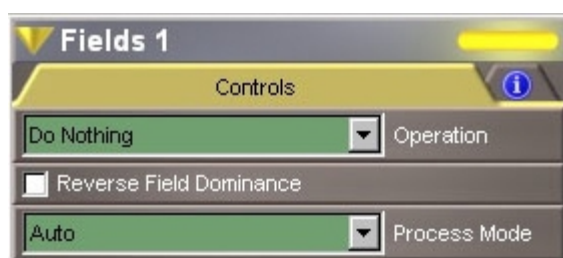 Fields 1
Controls
Do Nothing Operation
Reverse Field Dominance
Auto Process Mode